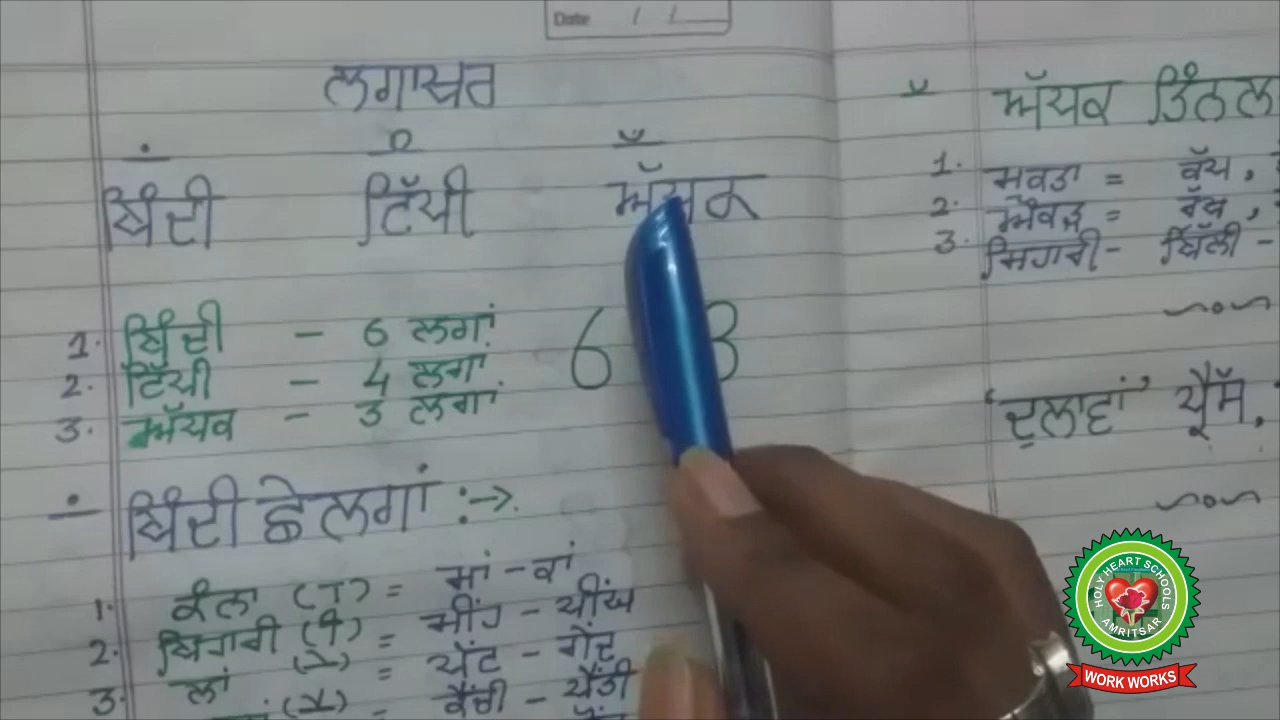 Date / /
ਲਗਾਖਰ
ਬਿੰਦੀ ਟਿੱਪੀ ਅੱਧਕ
1. ਬਿੰਦੀ - 6 ਲਗਾਂ 6 3
2. ਟਿੱਪੀ - 4 ਲਗਾਂ
3. ਅੱਧਕ - 3 ਲਗਾਂ
ਬਿੰਦੀ ਛੇ ਲਗਾਂ :->
1. ਕੰਨਾ (ਾ) = ਮਾਂ - ਕਾਂ
2. ਬਿਹਾਰੀ (ੀ) = ਮੀਂਹ - ਪੀਂਘ
3. ਲਾਂ (ੇ) = ਪੇਂਟ - ਗੇਂਦ
(ੈ) = ਕੈਂਚੀ - ਪੈਂਤੀ
ਅੱਧਕ ਤਿੰਨ ਲ
1. ਮੁਕਤਾ =
2. ਔਂਕੜ =
3. ਸਿਹਾਰੀ - ਬਿੱਲੀ -
'ਦੁਲਾਵਾਂ' ਪ੍ਰੈੱਸ,
HOLY HEART SCHOOLS
AMRITSAR
WORK WORKS